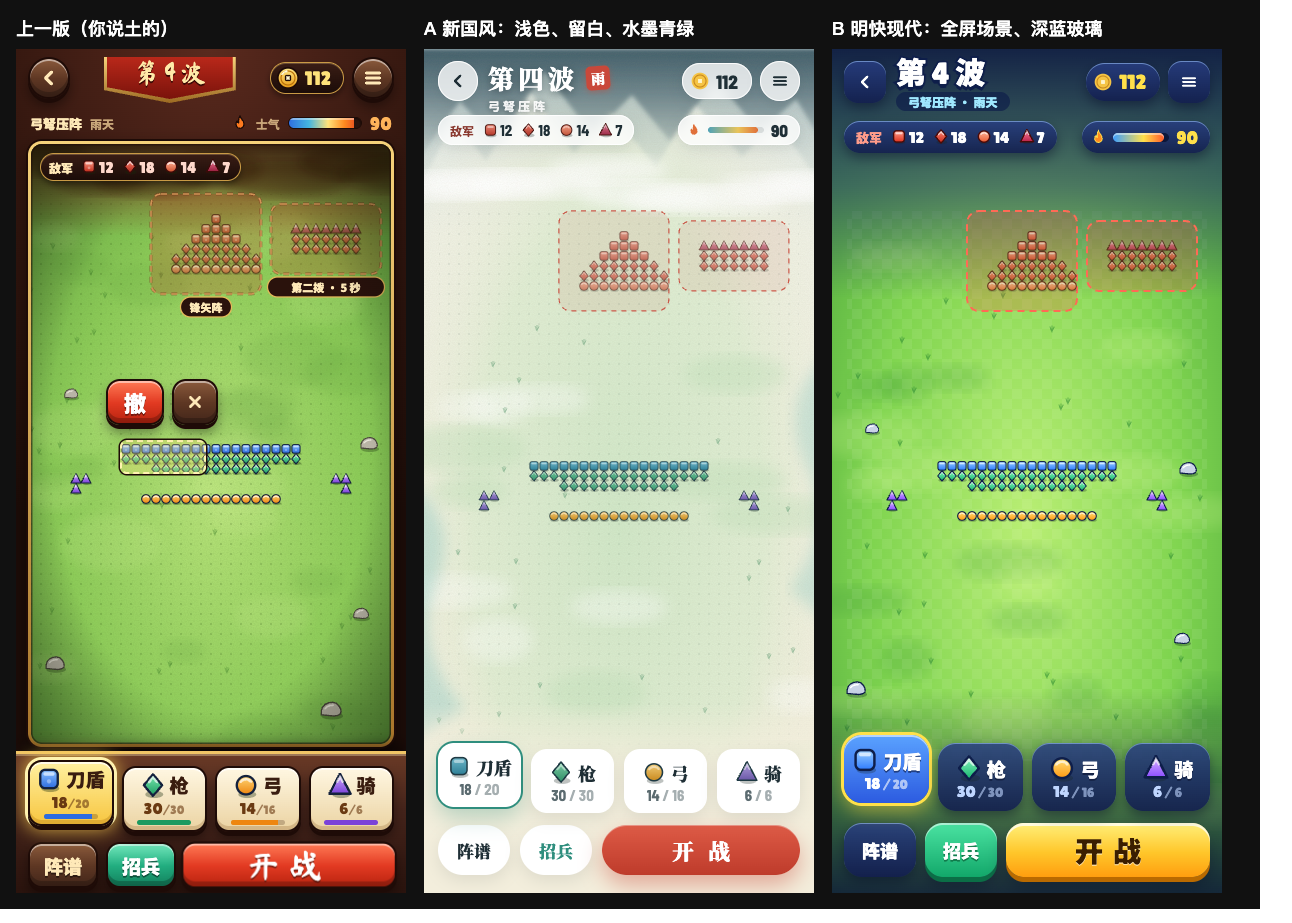 上一版（你说土的）
第4波
112
弓弩压阵 雨天
士气 90
敌军 12 18 14 7
第二拨 · 5 秒
锋矢阵
撤 ×
刀盾 18/20
枪 30/30
弓 14/16
骑 6/6
阵谱 招兵 开战
A 新国风：浅色、留白、水墨青绿
第四波 雨
112
弓弩压阵
敌军 12 18 14 7
90
刀盾 18 / 20
枪 30 / 30
弓 14 / 16
骑 6 / 6
阵谱 招兵 开战
B 明快现代：全屏场景、深蓝玻璃
第4波
112
弓弩压阵 · 雨天
敌军 12 18 14 7
90
刀盾 18 / 20
枪 30 / 30
弓 14 / 16
骑 6 / 6
阵谱 招兵 开战